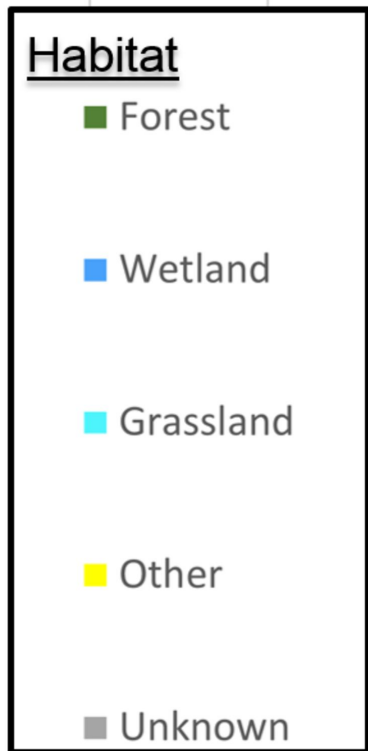 Habitat
Forest
Wetland
Grassland
Other
Unknown